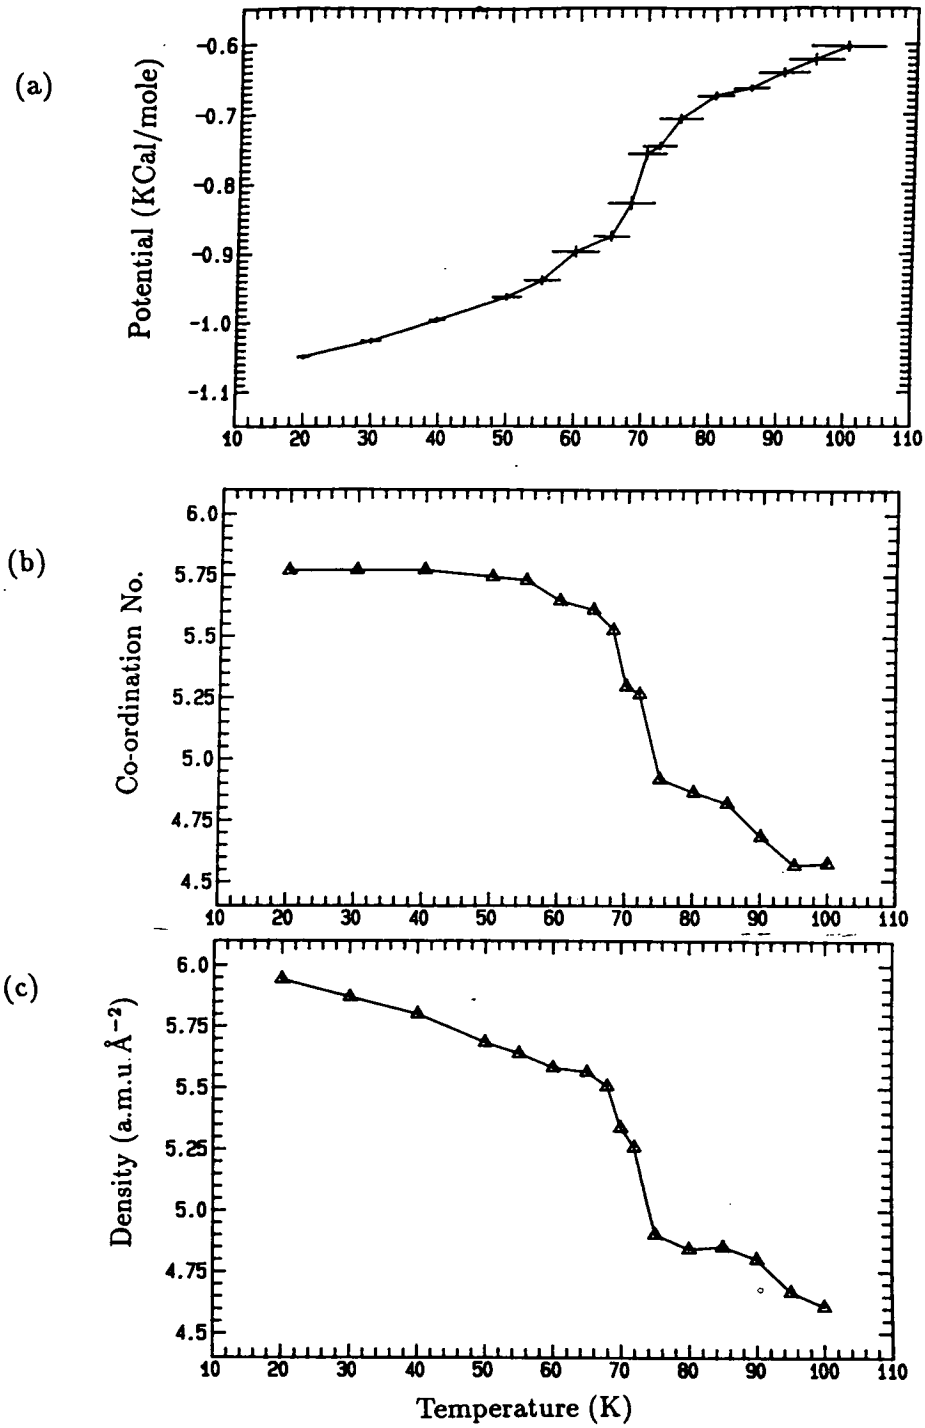 (a)
Potential (KCal/mole)
-0.6
-0.7
-0.8
-0.9
-1.0
-1.1
10 20 30 40 50 60 70 80 90 100 110
(b)
Co-ordination No.
6.0
5.75
5.5
5.25
5.0
4.75
4.5
10 20 30 40 50 60 70 80 90 100 110
(c)
Density (a.m.u. Å⁻²)
6.0
5.75
5.5
5.25
5.0
4.75
4.5
10 20 30 40 50 60 70 80 90 100 110
Temperature (K)